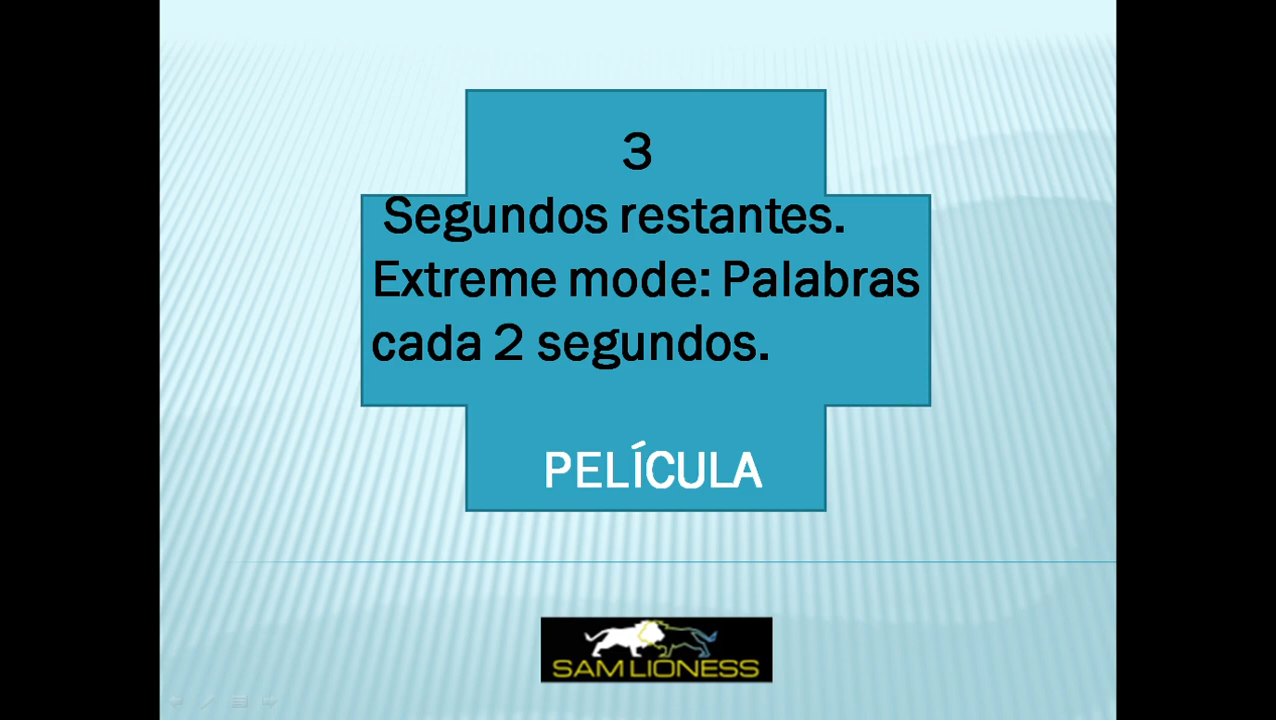 3
Segundos restantes.
Extreme mode: Palabras
cada 2 segundos.
PELÍCULA
SAM LIONESS